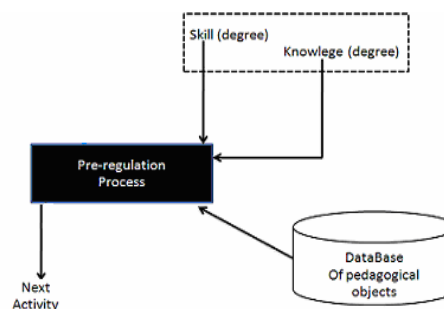 Skill (degree)
Knowlege (degree)
Pre-regulation
Process
DataBase
Of pedagogical
objects
Next
Activity